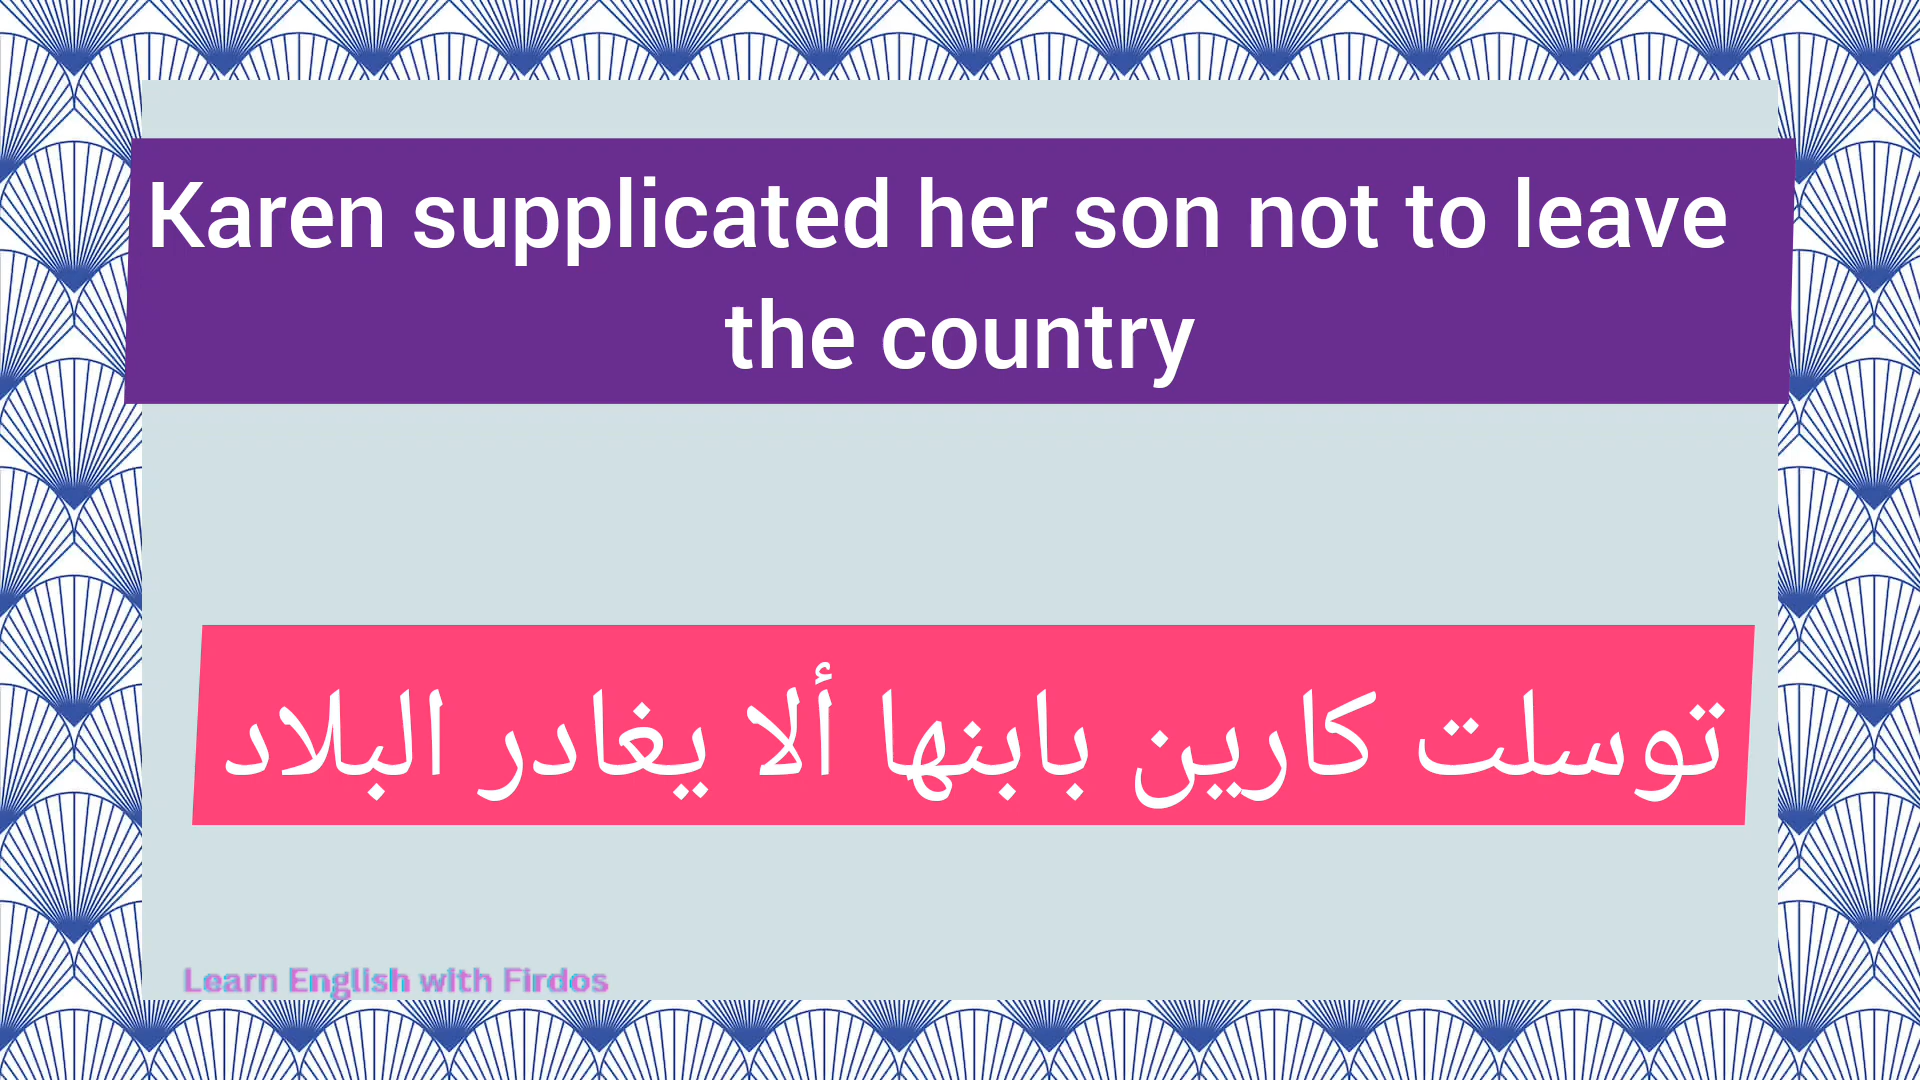 Karen supplicated her son not to leave
the country
توسلت كارين بابنها ألا يغادر البلاد
Learn English with Firdos